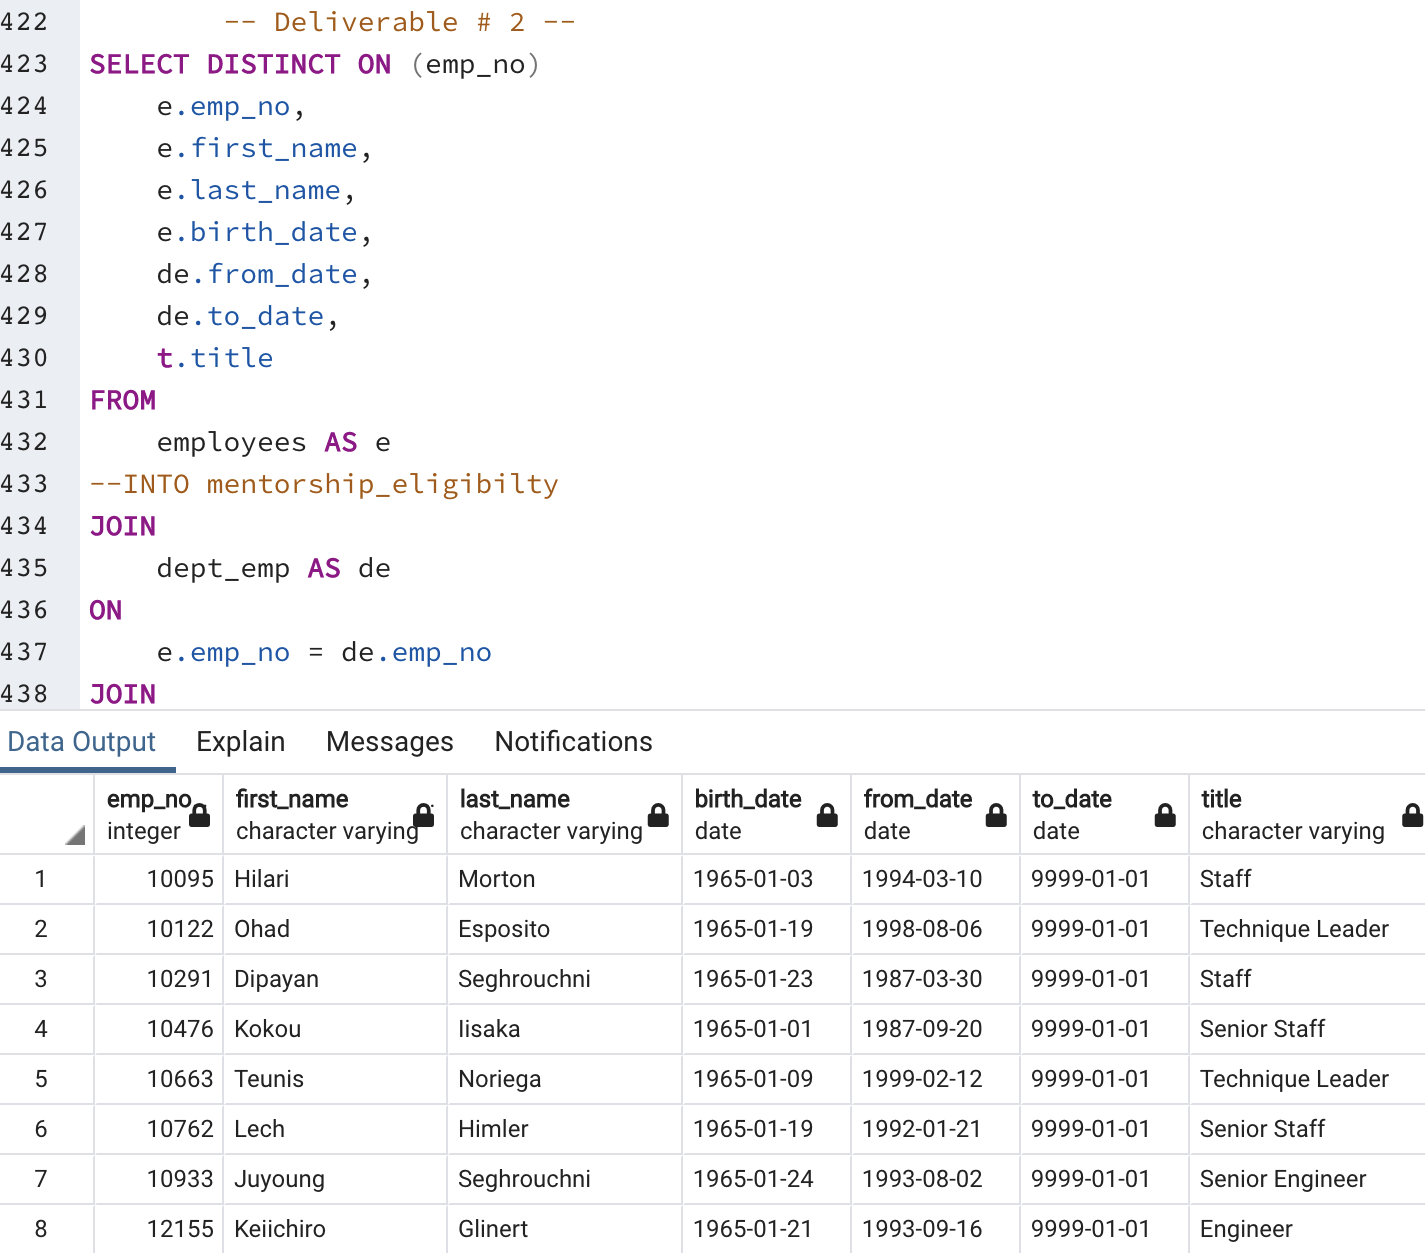 422 -- Deliverable # 2 --
423 SELECT DISTINCT ON (emp_no)
424 e.emp_no,
425 e.first_name,
426 e.last_name,
427 e.birth_date,
428 de.from_date,
429 de.to_date,
430 t.title
431 FROM
432 employees AS e
433 --INTO mentorship_eligibilty
434 JOIN
435 dept_emp AS de
436 ON
437 e.emp_no = de.emp_no
438 JOIN
Data Output Explain Messages Notifications
emp_no first_name last_name birth_date from_date to_date title
integer character varying character varying date date date character varying
1 10095 Hilari Morton 1965-01-03 1994-03-10 9999-01-01 Staff
2 10122 Ohad Esposito 1965-01-19 1998-08-06 9999-01-01 Technique Leader
3 10291 Dipayan Seghrouchni 1965-01-23 1987-03-30 9999-01-01 Staff
4 10476 Kokou Iisaka 1965-01-01 1987-09-20 9999-01-01 Senior Staff
5 10663 Teunis Noriega 1965-01-09 1999-02-12 9999-01-01 Technique Leader
6 10762 Lech Himler 1965-01-19 1992-01-21 9999-01-01 Senior Staff
7 10933 Juyoung Seghrouchni 1965-01-24 1993-08-02 9999-01-01 Senior Engineer
8 12155 Keiichiro Glinert 1965-01-21 1993-09-16 9999-01-01 Engineer